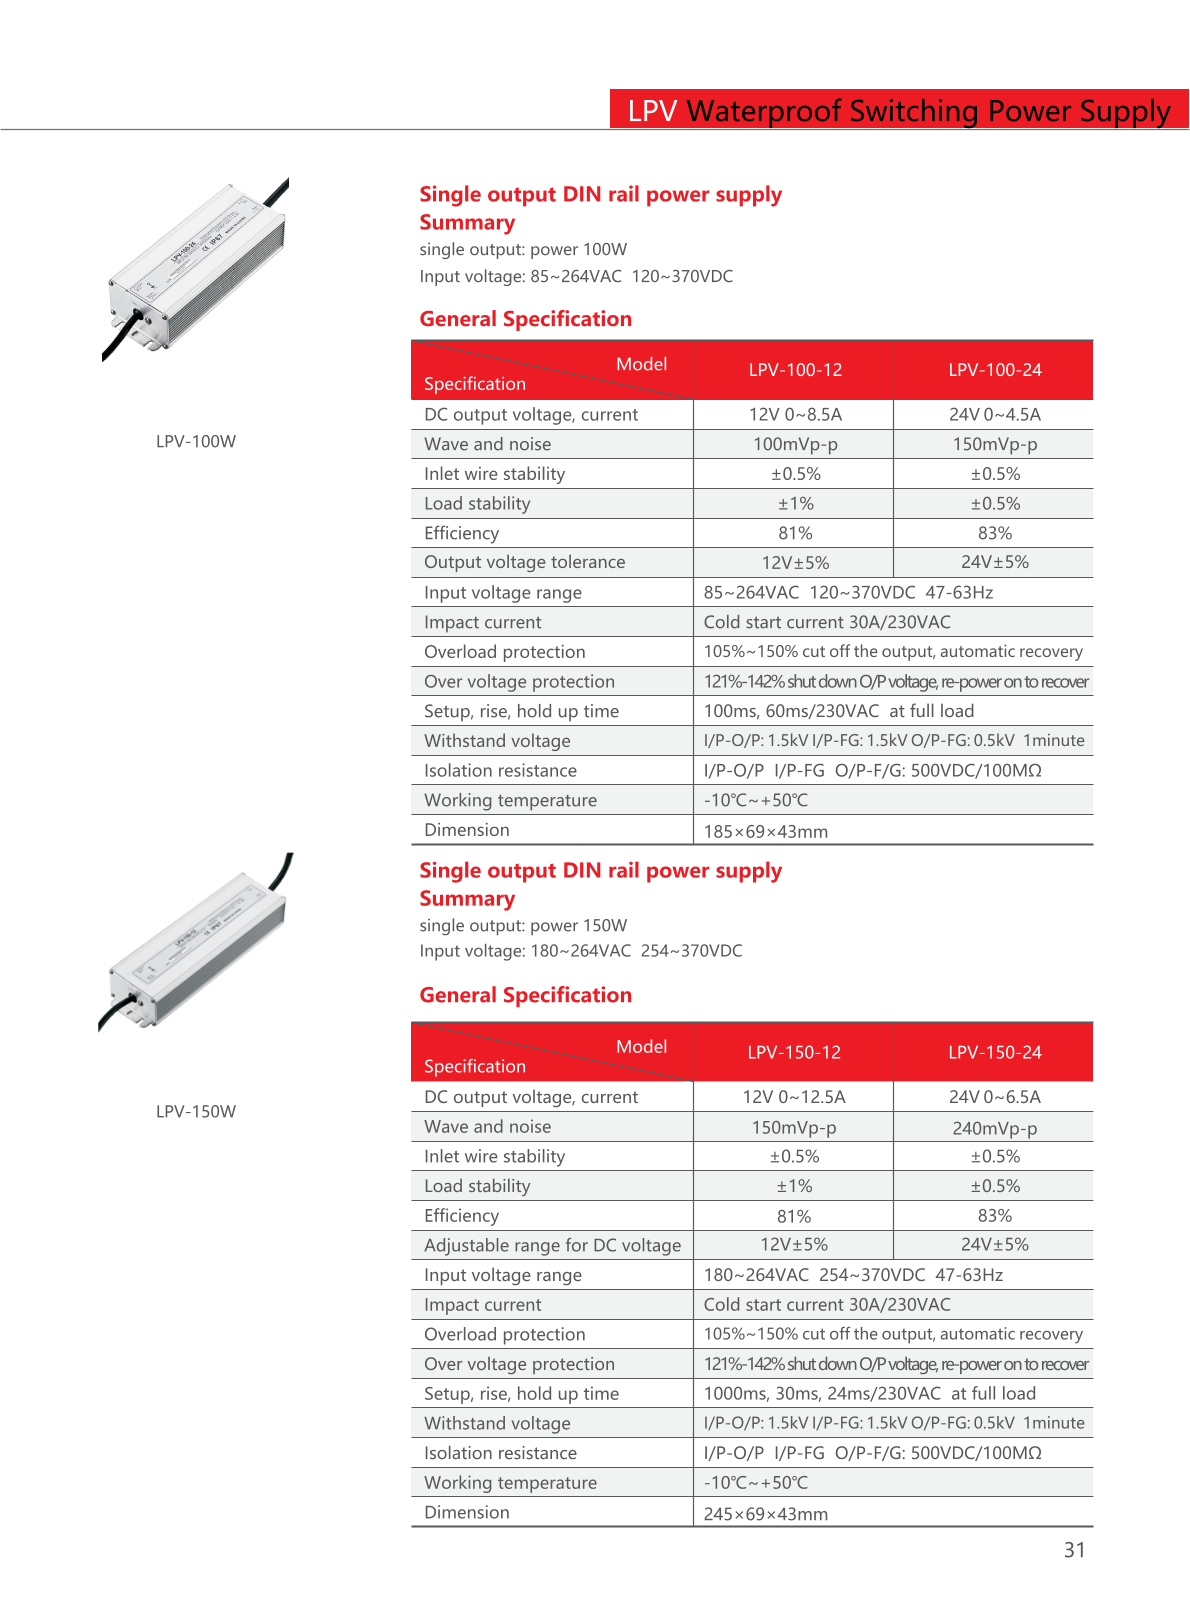 LPV Waterproof Switching Power Supply
Single output DIN rail power supply
Summary
single output: power 100W
Input voltage: 85~264VAC 120~370VDC
General Specification
LPV-100-24
CE IP67
LPV-100W
Model
Specification LPV-100-12 LPV-100-24
DC output voltage, current 12V 0~8.5A 24V 0~4.5A
Wave and noise 100mVp-p 150mVp-p
Inlet wire stability ±0.5% ±0.5%
Load stability ±1% ±0.5%
Efficiency 81% 83%
Output voltage tolerance 12V±5% 24V±5%
Input voltage range 85~264VAC 120~370VDC 47-63Hz
Impact current Cold start current 30A/230VAC
Overload protection 105%~150% cut off the output, automatic recovery
Over voltage protection 121%-142% shut down O/P voltage, re-power on to recover
Setup, rise, hold up time 100ms, 60ms/230VAC at full load
Withstand voltage I/P-O/P: 1.5kV I/P-FG: 1.5kV O/P-FG: 0.5kV 1minute
Isolation resistance I/P-O/P I/P-FG O/P-F/G: 500VDC/100MΩ
Working temperature -10℃~+50℃
Dimension 185×69×43mm
Single output DIN rail power supply
Summary
single output: power 150W
Input voltage: 180~264VAC 254~370VDC
General Specification
CE IP67
LPV-150W
Model
Specification LPV-150-12 LPV-150-24
DC output voltage, current 12V 0~12.5A 24V 0~6.5A
Wave and noise 150mVp-p 240mVp-p
Inlet wire stability ±0.5% ±0.5%
Load stability ±1% ±0.5%
Efficiency 81% 83%
Adjustable range for DC voltage 12V±5% 24V±5%
Input voltage range 180~264VAC 254~370VDC 47-63Hz
Impact current Cold start current 30A/230VAC
Overload protection 105%~150% cut off the output, automatic recovery
Over voltage protection 121%-142% shut down O/P voltage, re-power on to recover
Setup, rise, hold up time 1000ms, 30ms, 24ms/230VAC at full load
Withstand voltage I/P-O/P: 1.5kV I/P-FG: 1.5kV O/P-FG: 0.5kV 1minute
Isolation resistance I/P-O/P I/P-FG O/P-F/G: 500VDC/100MΩ
Working temperature -10℃~+50℃
Dimension 245×69×43mm
31